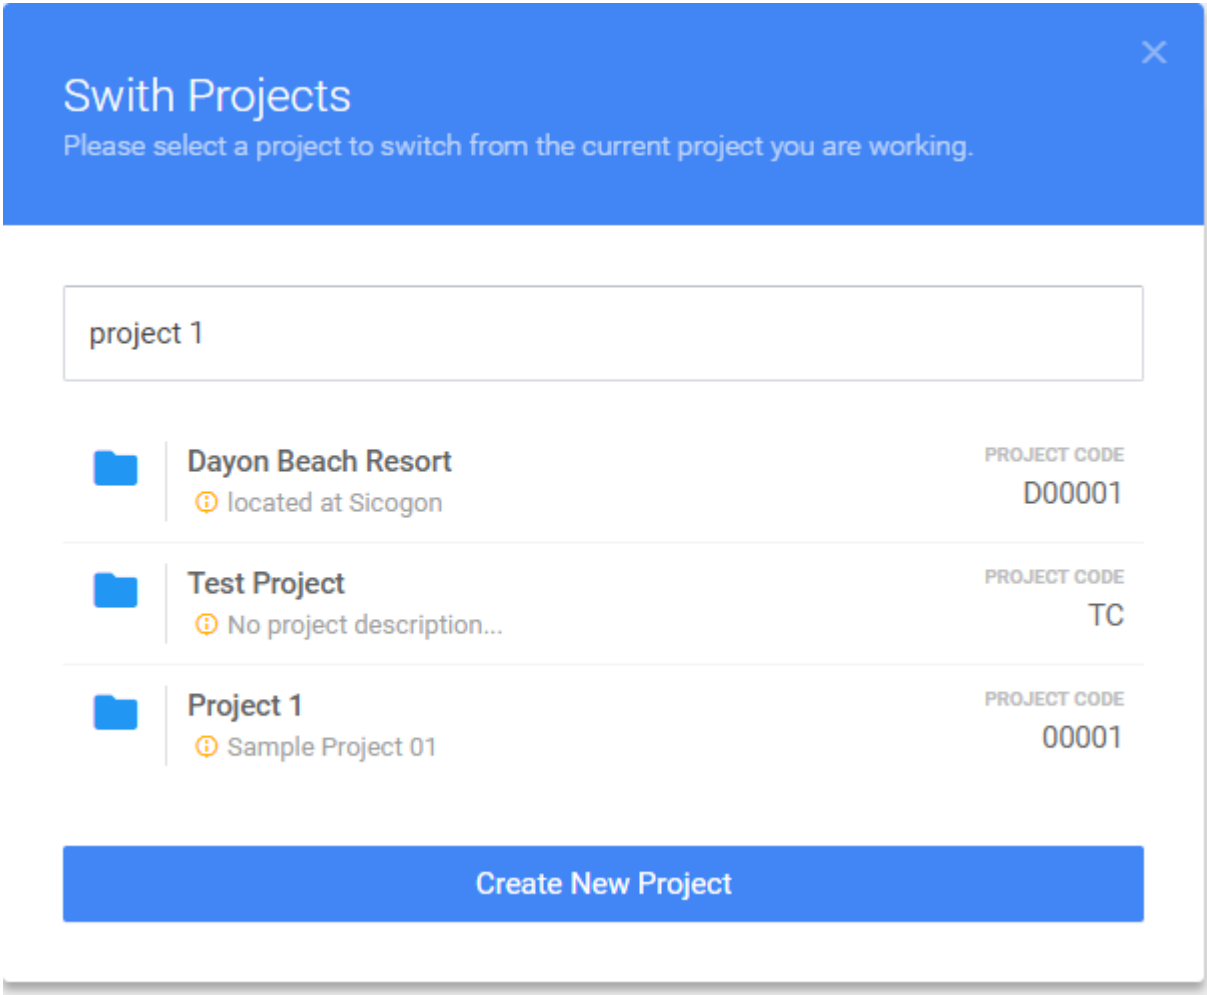 Swith Projects
Please select a project to switch from the current project you are working.
project 1
Dayon Beach Resort
located at Sicogon
PROJECT CODE
D00001
Test Project
No project description...
PROJECT CODE
TC
Project 1
Sample Project 01
PROJECT CODE
00001
Create New Project